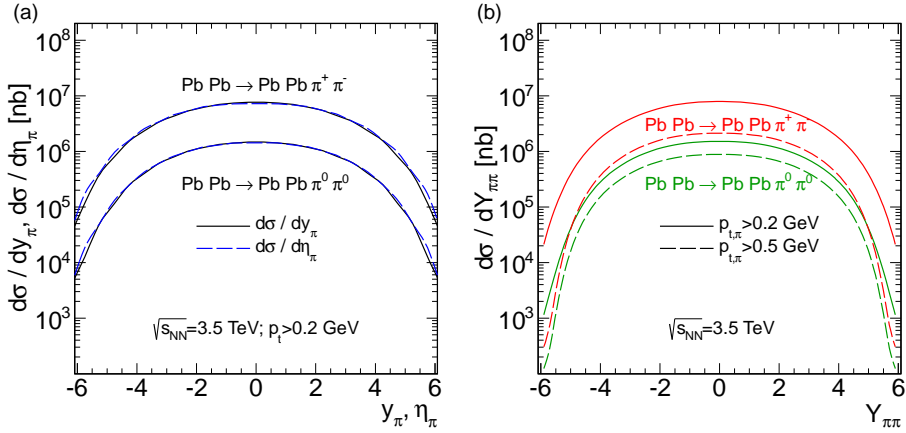 (a)
dσ / dy_π, dσ / dη_π [nb]
10^8
10^7
10^6
10^5
10^4
10^3
Pb Pb → Pb Pb π^+ π^-
Pb Pb → Pb Pb π^0 π^0
dσ / dy_π
dσ / dη_π
√s_NN=3.5 TeV; p_t>0.2 GeV
-6 -4 -2 0 2 4 6
y_π, η_π
(b)
dσ / dY_ππ [nb]
10^8
10^7
10^6
10^5
10^4
10^3
Pb Pb → Pb Pb π^+ π
Pb Pb → Pb Pb π^0 π^0
p_t,π>0.2 GeV
p_t,π>0.5 GeV
√s_NN=3.5 TeV
-6 -4 -2 0 2 4 6
Y_ππ